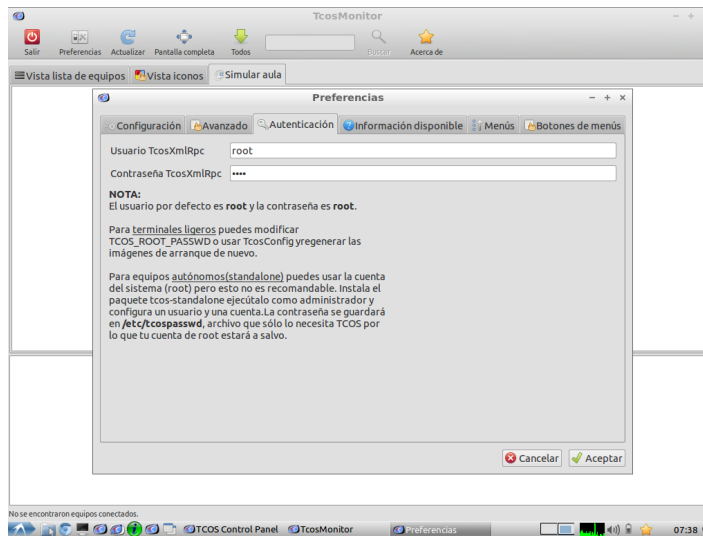 TcosMonitor
Salir Preferencias Actualizar Pantalla completa Todos Buscar Acerca de
Vista lista de equipos Vista iconos Simular aula
Preferencias
Configuración Avanzado Autenticación Información disponible Menús Botones de menús
Usuario TcosXmlRpc root
Contraseña TcosXmlRpc ••••
NOTA:
El usuario por defecto es root y la contraseña es root.
Para terminales ligeros puedes modificar
TCOS_ROOT_PASSWD o usar TcosConfig yregenerar las
imágenes de arranque de nuevo.
Para equipos autónomos(standalone) puedes usar la cuenta
del sistema (root) pero esto no es recomandable. Instala el
paquete tcos-standalone ejecútalo como administrador y
configura un usuario y una cuenta.La contraseña se guardará
en /etc/tcospasswd, archivo que sólo lo necesita TCOS por
lo que tu cuenta de root estará a salvo.
Cancelar Aceptar
No se encontraron equipos conectados.
TCOS Control Panel TcosMonitor Preferencias 07:38